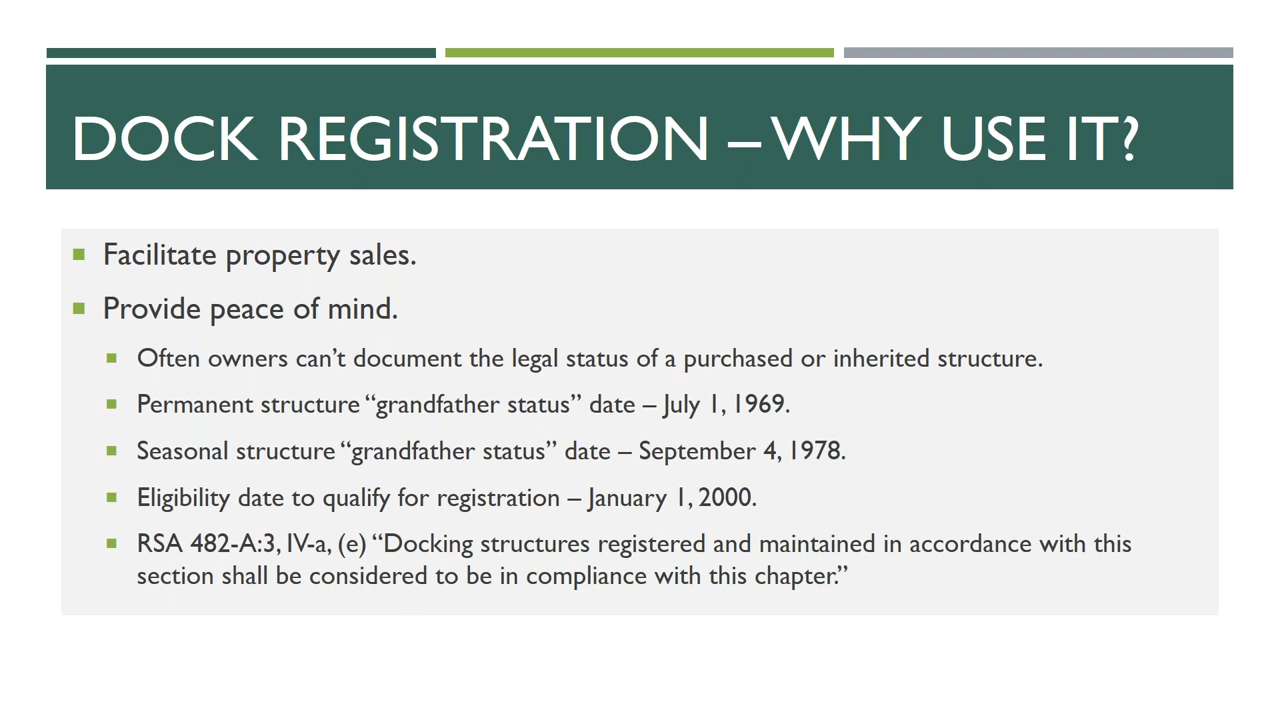 DOCK REGISTRATION – WHY USE IT?
Facilitate property sales.
Provide peace of mind.
Often owners can’t document the legal status of a purchased or inherited structure.
Permanent structure “grandfather status” date – July 1, 1969.
Seasonal structure “grandfather status” date – September 4, 1978.
Eligibility date to qualify for registration – January 1, 2000.
RSA 482-A:3, IV-a, (e) “Docking structures registered and maintained in accordance with this
section shall be considered to be in compliance with this chapter.”